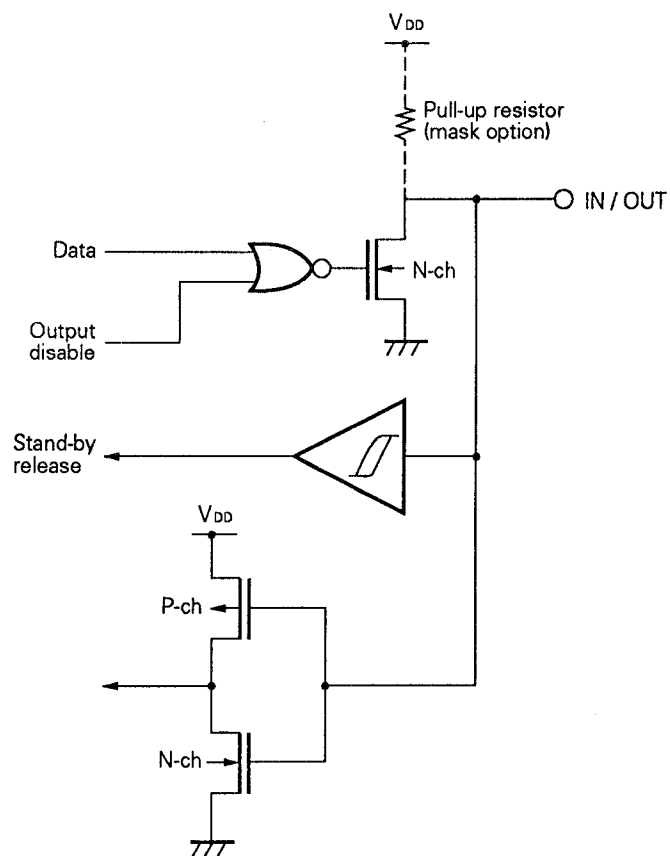 VDD
Pull-up resistor
(mask option)
IN / OUT
Data
N-ch
Output
disable
Stand-by
release
VDD
P-ch
N-ch